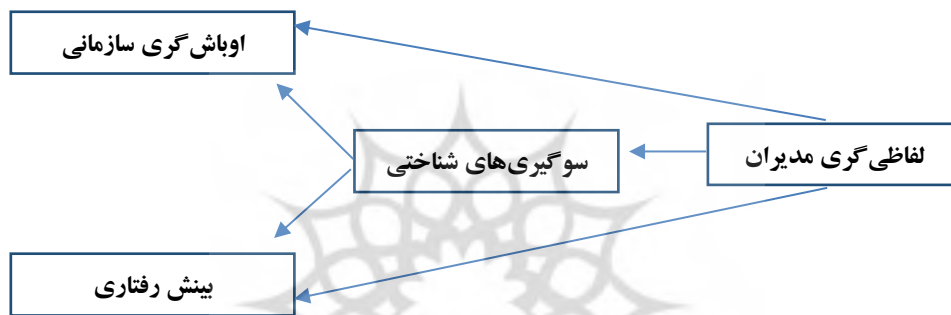 اوباش‌گری سازمانی
لفاظی‌گری مدیران
سوگیری‌های شناختی
بینش رفتاری